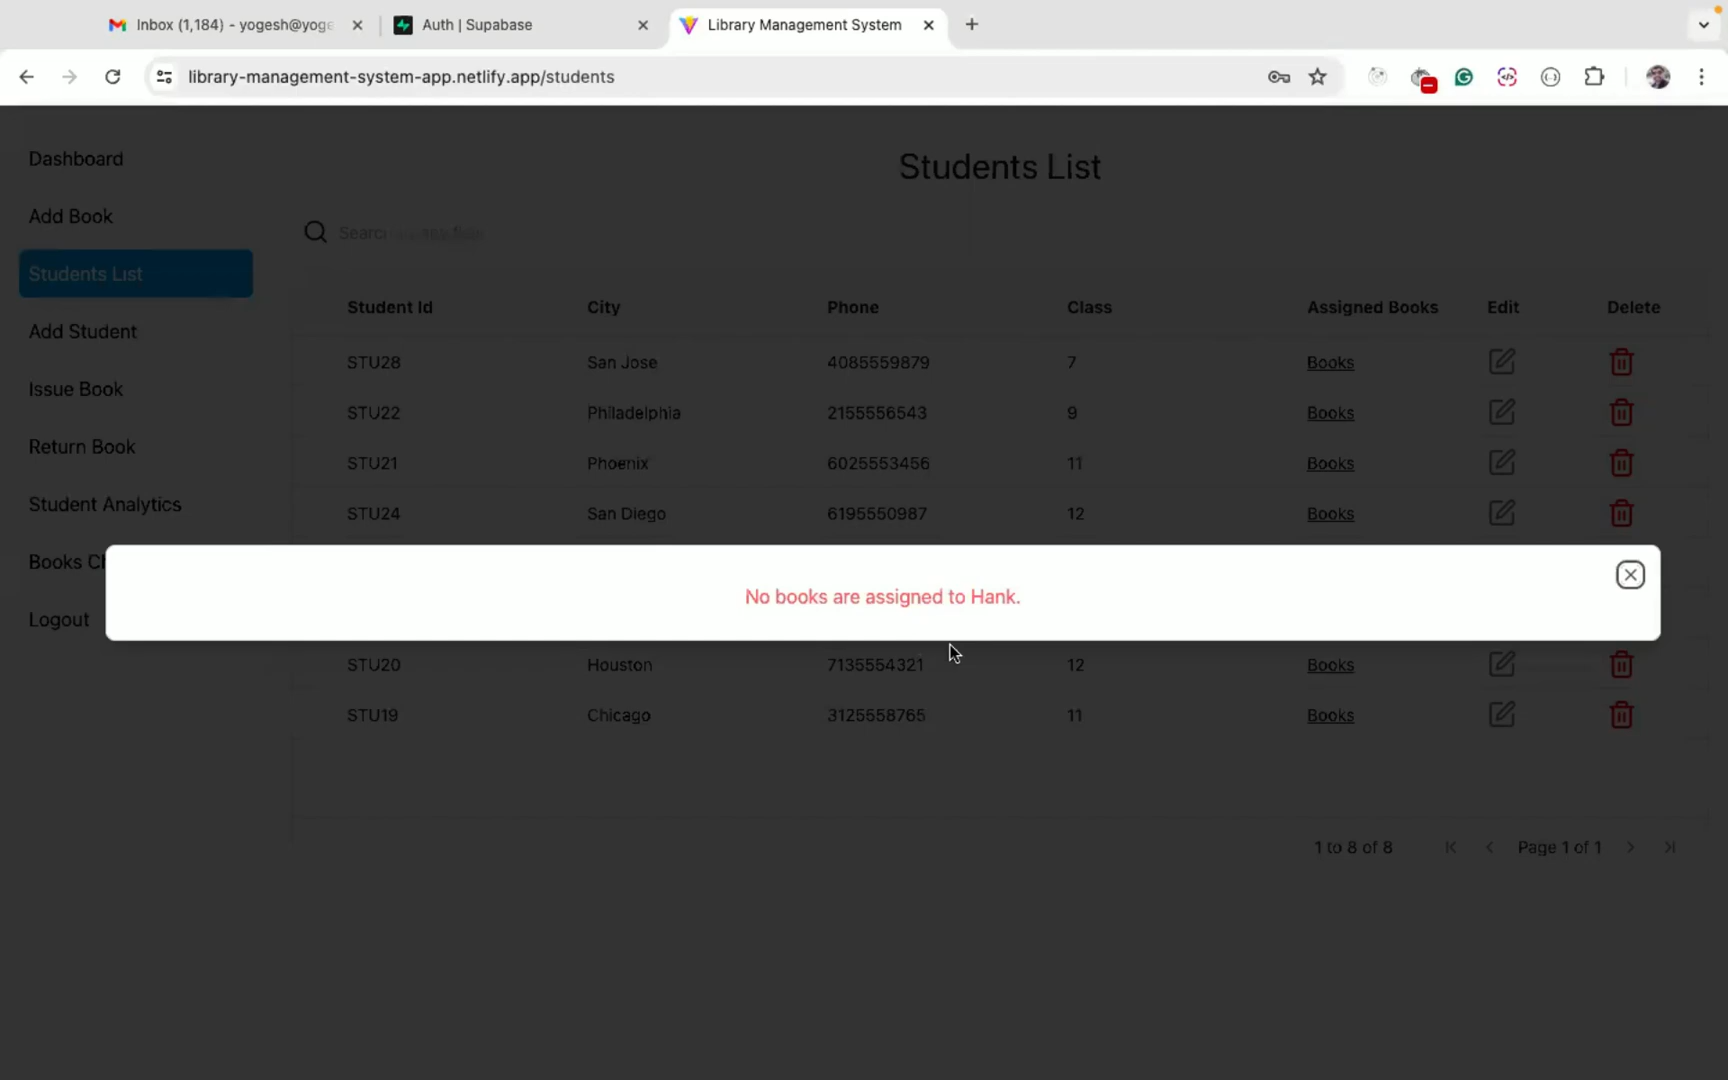 Inbox (1,184) - yogesh@yoge
Auth | Supabase
Library Management System
library-management-system-app.netlify.app/students
Dashboard
Add Book
Students List
Add Student
Issue Book
Return Book
Student Analytics
Books Ch
Logout
Students List
Search
Student Id City Phone Class Assigned Books Edit Delete
STU28 San Jose 4085559879 7 Books
STU22 Philadelphia 2155556543 9 Books
STU21 Phoenix 6025553456 11 Books
STU24 San Diego 6195550987 12 Books
No books are assigned to Hank.
STU20 Houston 7135554321 12 Books
STU19 Chicago 3125558765 11 Books
1 to 8 of 8 Page 1 of 1